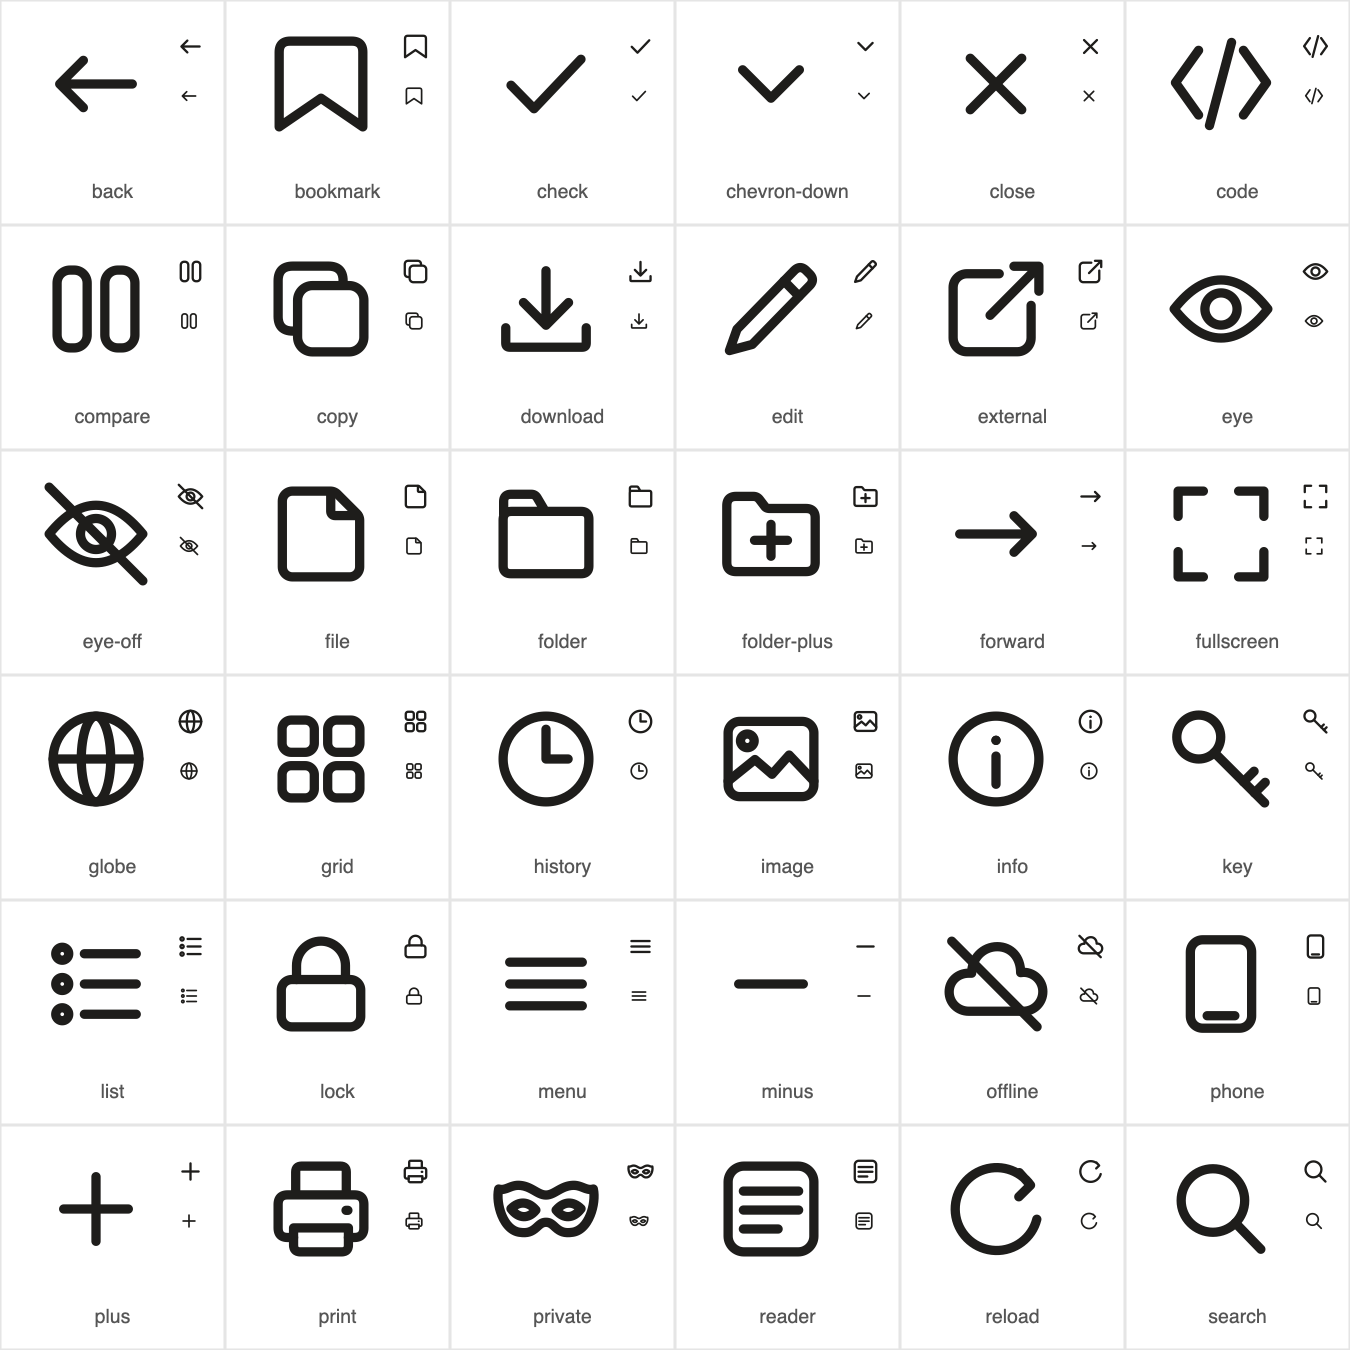 back
bookmark
check
chevron-down
close
code
compare
copy
download
edit
external
eye
eye-off
file
folder
folder-plus
forward
fullscreen
globe
grid
history
image
info
key
list
lock
menu
minus
offline
phone
plus
print
private
reader
reload
search